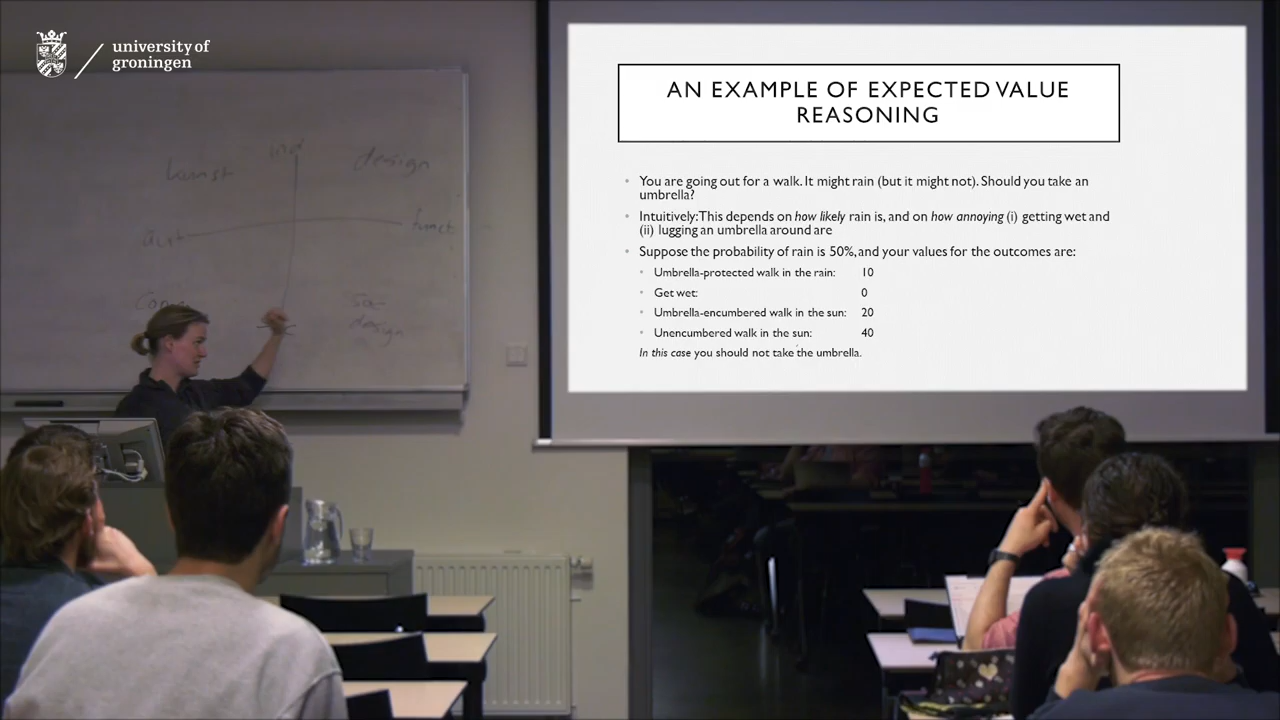 university of
groningen
ind
design
kunst
funct
aut
design
AN EXAMPLE OF EXPECTED VALUE
REASONING
• You are going out for a walk. It might rain (but it might not). Should you take an
umbrella?
• Intuitively: This depends on how likely rain is, and on how annoying (i) getting wet and
(ii) lugging an umbrella around are
• Suppose the probability of rain is 50%, and your values for the outcomes are:
• Umbrella-protected walk in the rain: 10
• Get wet: 0
• Umbrella-encumbered walk in the sun: 20
• Unencumbered walk in the sun: 40
In this case you should not take the umbrella.